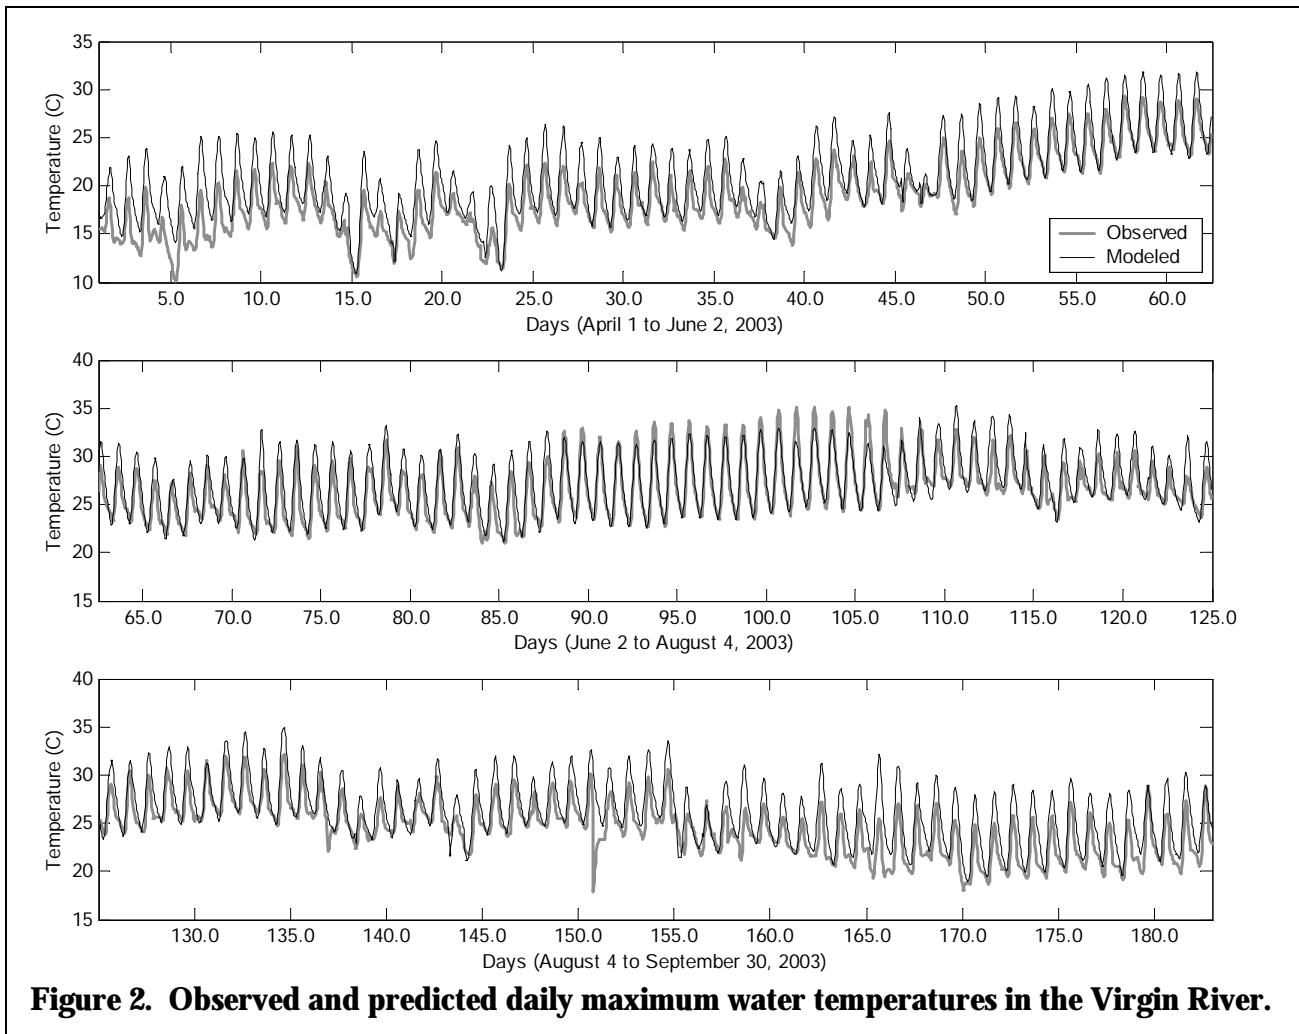 35
30
25
20
15
10
Temperature (C)
Observed
Modeled
5.0 10.0 15.0 20.0 25.0 30.0 35.0 40.0 45.0 50.0 55.0 60.0
Days (April 1 to June 2, 2003)
40
35
30
25
20
15
Temperature (C)
65.0 70.0 75.0 80.0 85.0 90.0 95.0 100.0 105.0 110.0 115.0 120.0 125.0
Days (June 2 to August 4, 2003)
40
35
30
25
20
15
Temperature (C)
130.0 135.0 140.0 145.0 150.0 155.0 160.0 165.0 170.0 175.0 180.0
Days (August 4 to September 30, 2003)
Figure 2. Observed and predicted daily maximum water temperatures in the Virgin River.